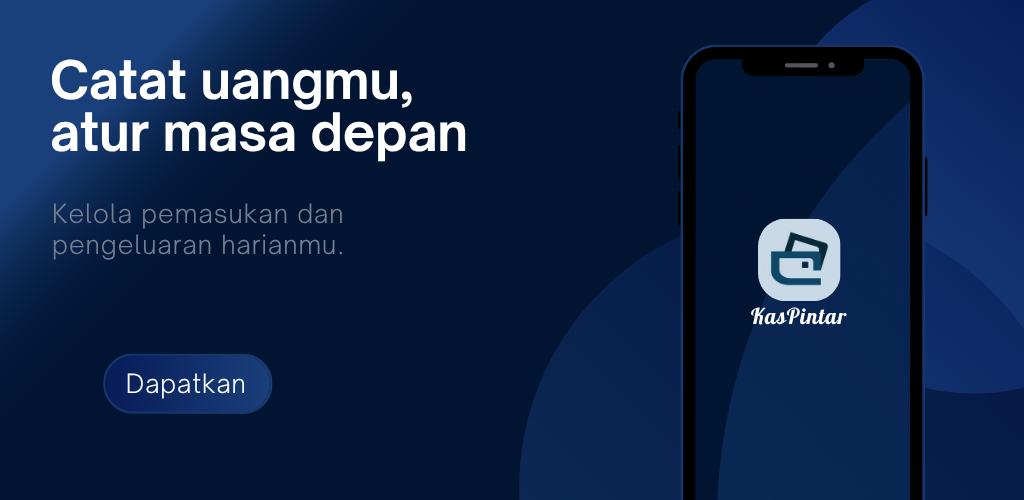 Catat uangmu,
atur masa depan
Kelola pemasukan dan
pengeluaran harianmu.
Dapatkan
KasPintar